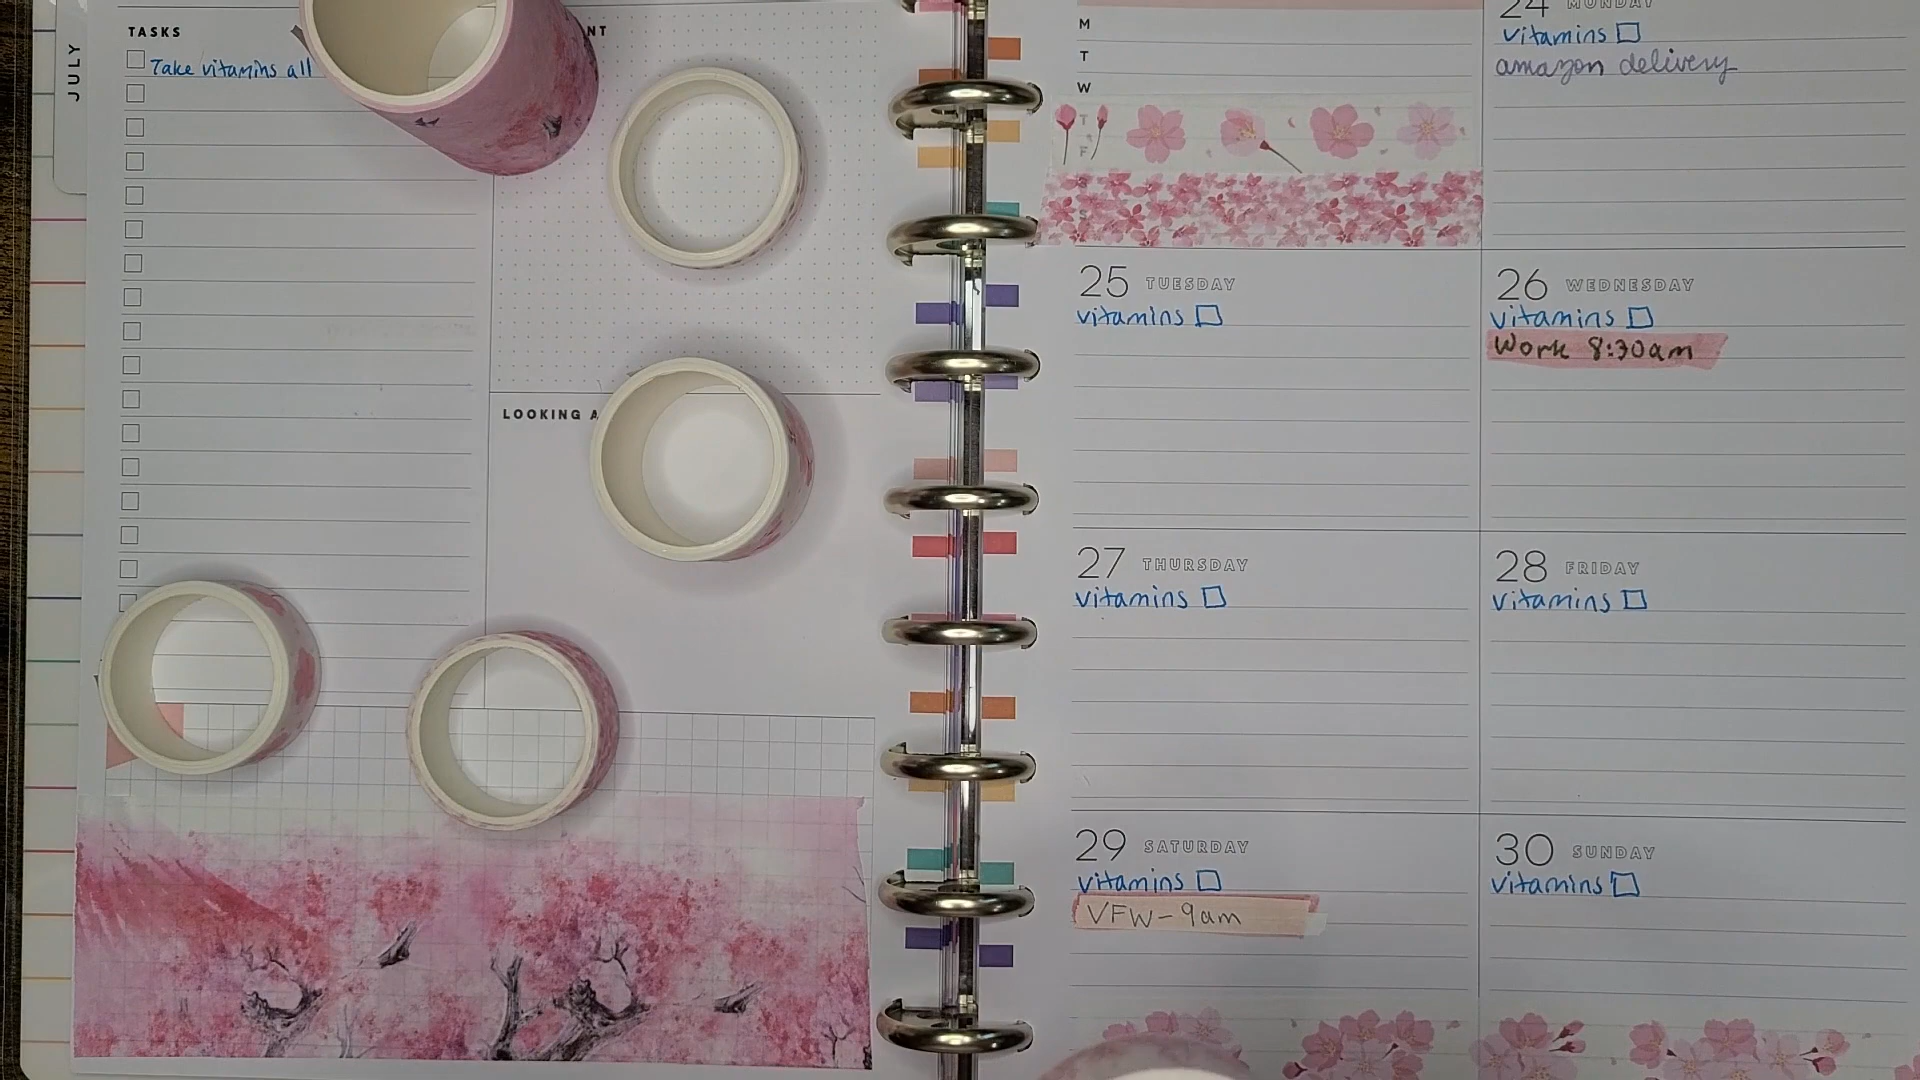 JULY
TASKS
Take vitamins all
NT
LOOKING A
M
T
W
T
F
S
S
24 MONDAY
vitamins
amazon delivery
25 TUESDAY
vitamins
26 WEDNESDAY
vitamins
Work 8:30am
27 THURSDAY
vitamins
28 FRIDAY
vitamins
29 SATURDAY
vitamins
VFW-9am
30 SUNDAY
vitamins